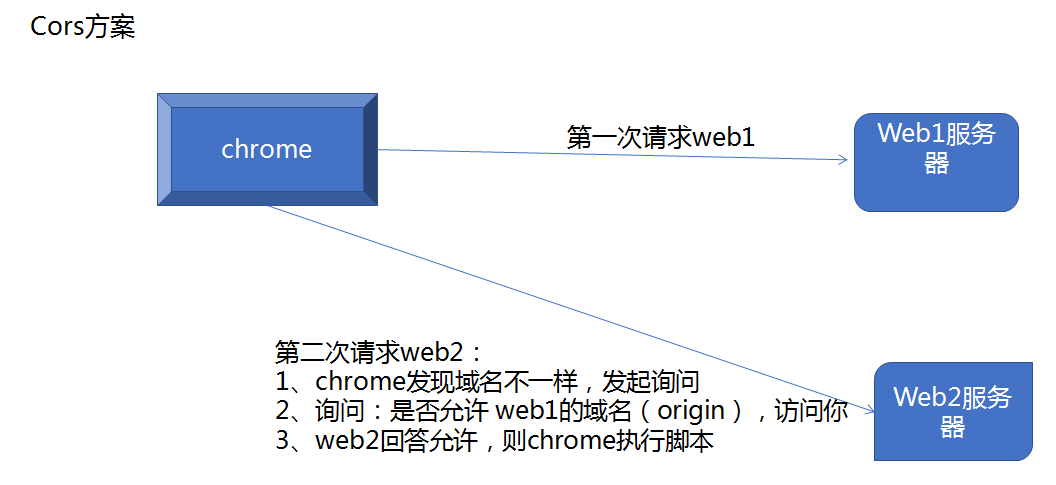 Cors方案
chrome
第一次请求web1
Web1服务
器
第二次请求web2：
1、chrome发现域名不一样，发起询问
2、询问：是否允许 web1的域名（origin），访问你
3、web2回答允许，则chrome执行脚本
Web2服务
器